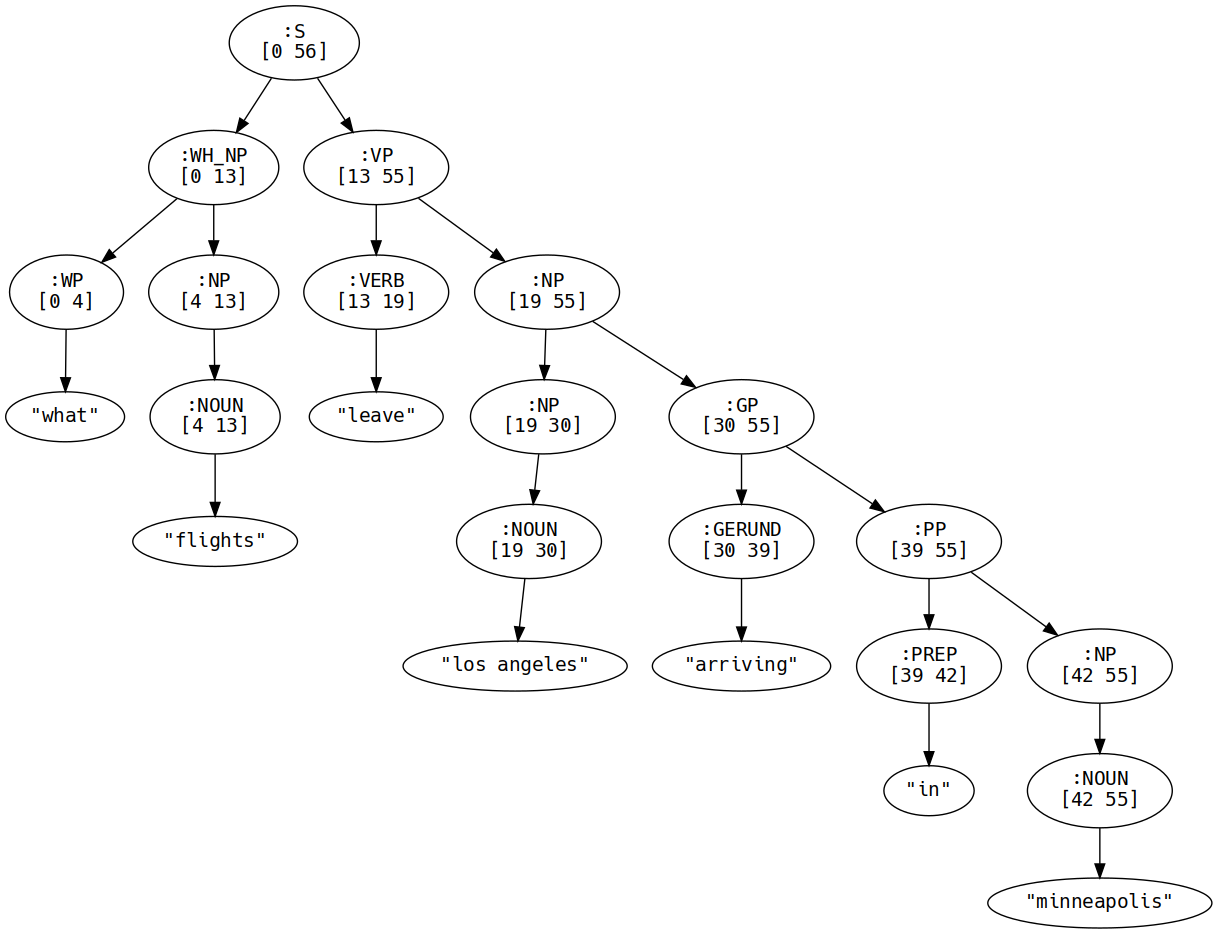 :S
[0 56]
:WH_NP
[0 13]
:VP
[13 55]
:WP
[0 4]
:NP
[4 13]
:VERB
[13 19]
:NP
[19 55]
"what"
:NOUN
[4 13]
"leave"
:NP
[19 30]
:GP
[30 55]
"flights"
:NOUN
[19 30]
:GERUND
[30 39]
:PP
[39 55]
"los angeles"
"arriving"
:PREP
[39 42]
:NP
[42 55]
"in"
:NOUN
[42 55]
"minneapolis"